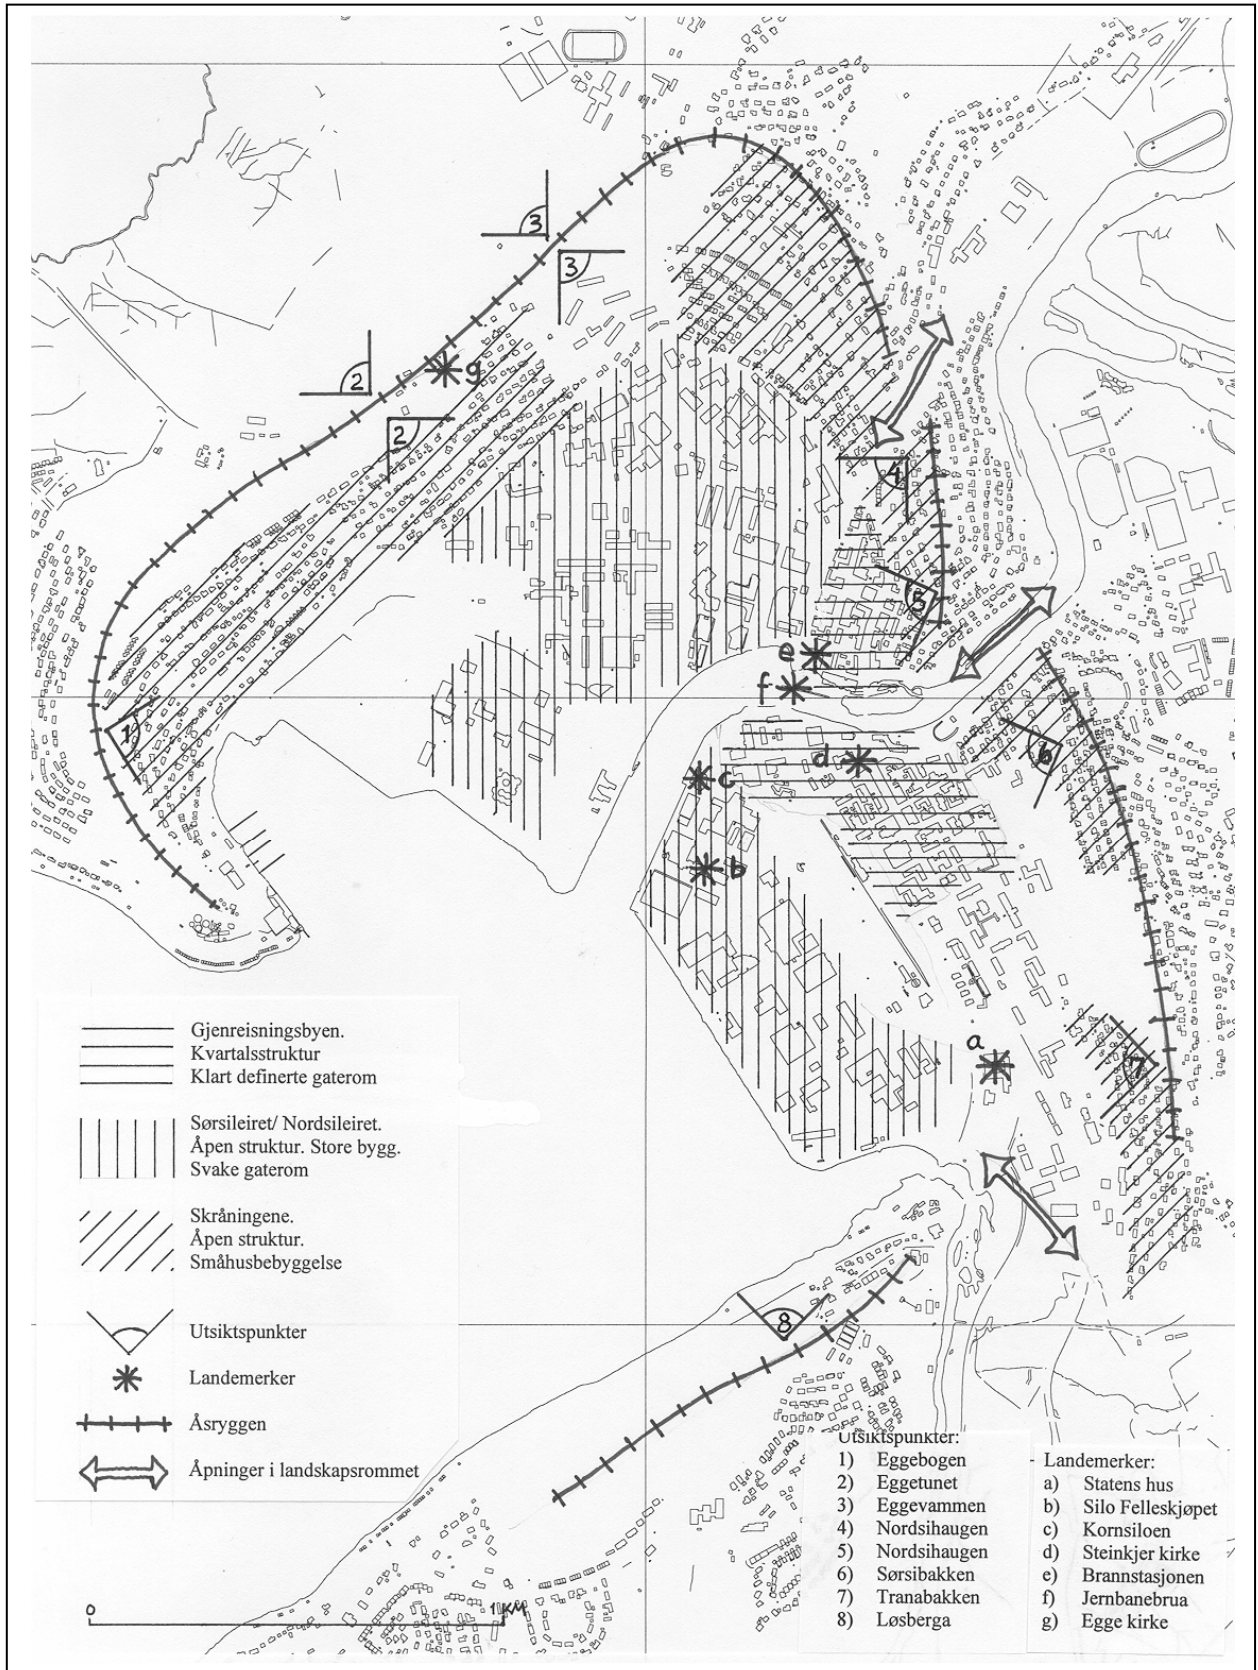 3
3
2
g
2
4
5
e
f
1
6
d
c
b
a
7
8
Gjenreisningsbyen.
Kvartalsstruktur
Klart definerte gaterom
Sørsileiret/ Nordsileiret.
Åpen struktur. Store bygg.
Svake gaterom
Skråningene.
Åpen struktur.
Småhusbebyggelse
Utsiktspunkter
Landemerker
Åsryggen
Åpninger i landskapsrommet
0
1 KM
Utsiktspunkter:
1) Eggebogen
2) Eggetunet
3) Eggevammen
4) Nordsihaugen
5) Nordsihaugen
6) Sørsibakken
7) Tranabakken
8) Løsberga
Landemerker:
a) Statens hus
b) Silo Felleskjøpet
c) Kornsiloen
d) Steinkjer kirke
e) Brannstasjonen
f) Jernbanebrua
g) Egge kirke